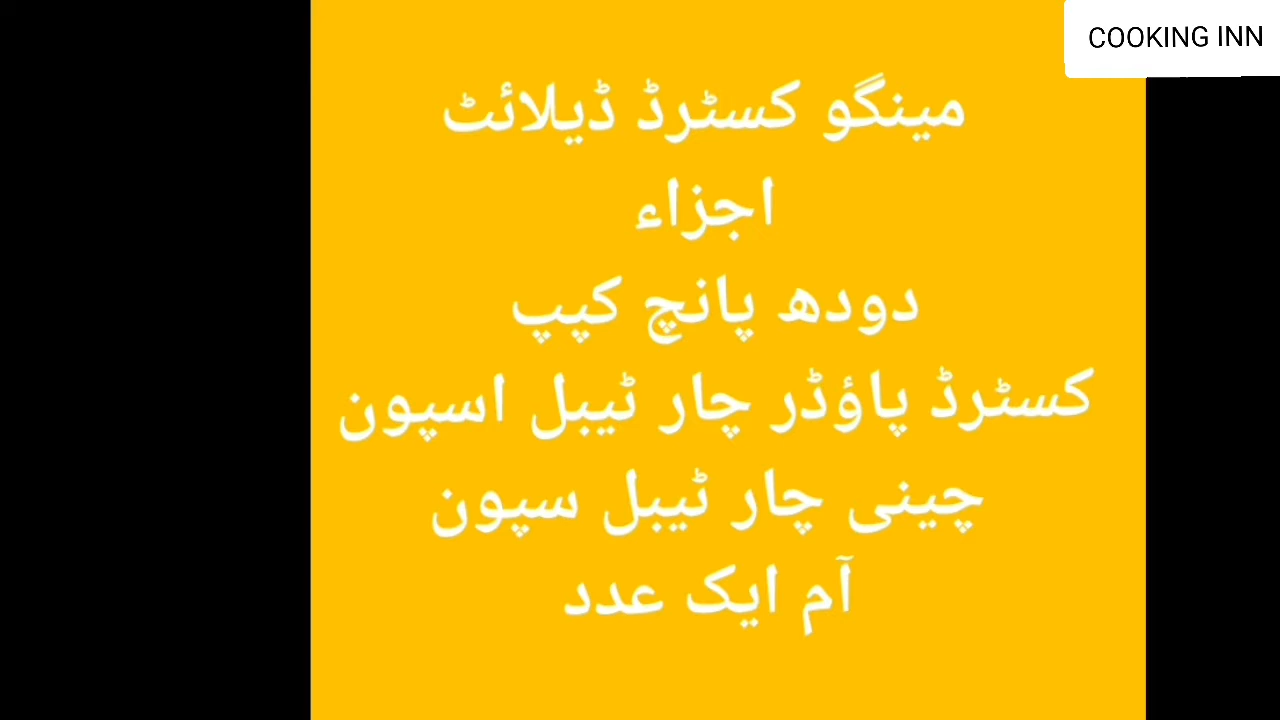 COOKING INN
مینگو کسٹرڈ ڈیلائٹ
اجزاء
دودھ پانچ کپپ
کسٹرڈ پاؤڈر چار ٹیبل اسپون
چینی چار ٹیبل سپون
آم ایک عدد